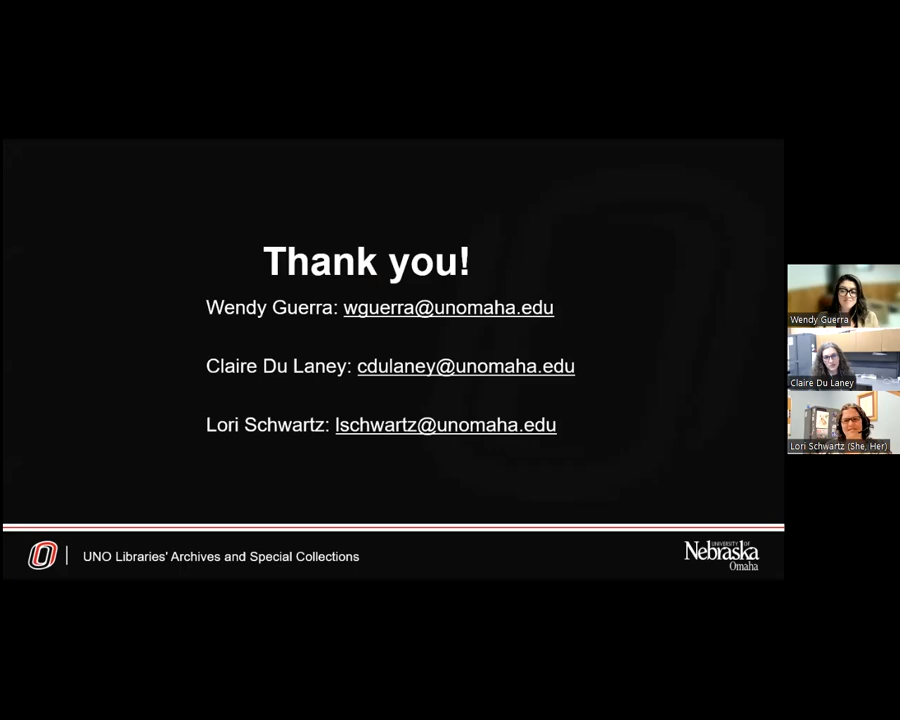 Thank you!
Wendy Guerra: wguerra@unomaha.edu
Claire Du Laney: cdulaney@unomaha.edu
Lori Schwartz: lschwartz@unomaha.edu
Wendy Guerra
Claire Du Laney
Lori Schwartz (She, Her)
UNO Libraries' Archives and Special Collections
UNIVERSITY OF
Nebraska
Omaha